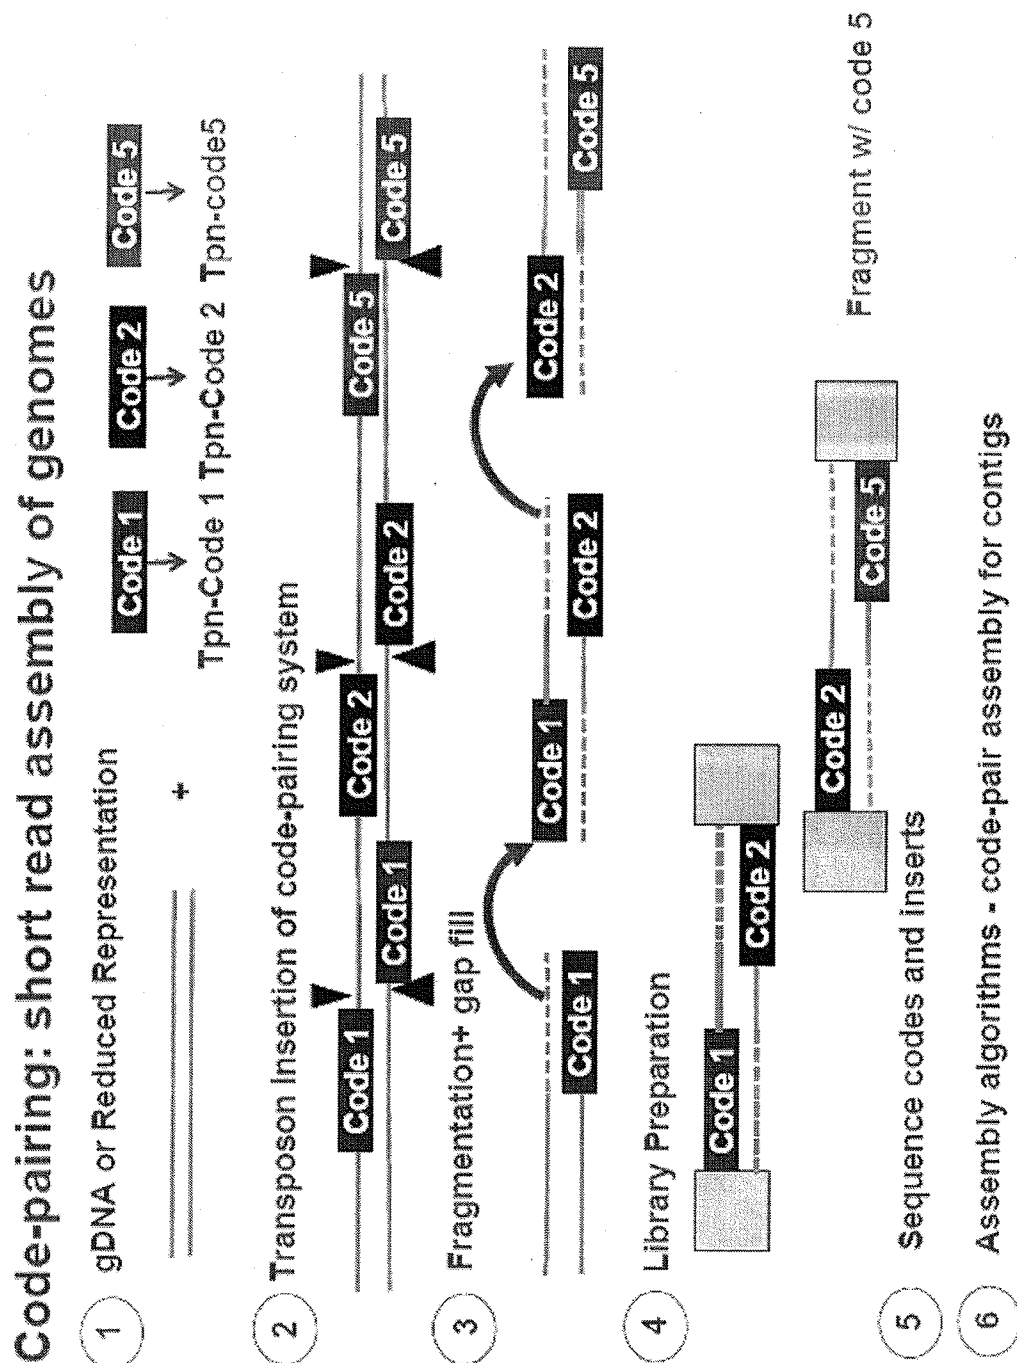 Code-pairing: short read assembly of genomes
1
gDNA or Reduced Representation
+
Code 1
Code 2
Code 5
Tpn-Code 1 Tpn-Code 2 Tpn-code5
2
Transposon Insertion of code-pairing system
Code 1
Code 2
Code 5
Code 1
Code 2
Code 5
3
Fragmentation+ gap fill
Code 1
Code 2
Code 1
Code 2
Code 5
4
Library Preparation
Code 1
Code 2
Code 2
Code 5
Fragment w/ code 5
5
Sequence codes and inserts
6
Assembly algorithms - code-pair assembly for contigs